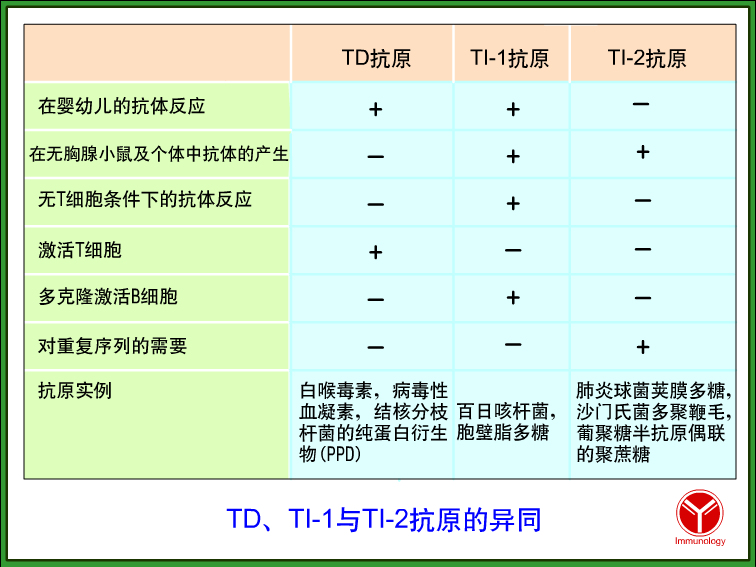 TD抗原 TI-1抗原 TI-2抗原
在婴幼儿的抗体反应 + + −
在无胸腺小鼠及个体中抗体的产生 − + +
无T细胞条件下的抗体反应 − + −
激活T细胞 + − −
多克隆激活B细胞 − + −
对重复序列的需要 − − +
抗原实例
白喉毒素，病毒性
血凝素，结核分枝
杆菌的纯蛋白衍生
物(PPD)
百日咳杆菌，
胞壁脂多糖
肺炎球菌荚膜多糖，
沙门氏菌多聚鞭毛，
葡聚糖半抗原偶联
的聚蔗糖
TD、TI-1与TI-2抗原的异同
Immunology